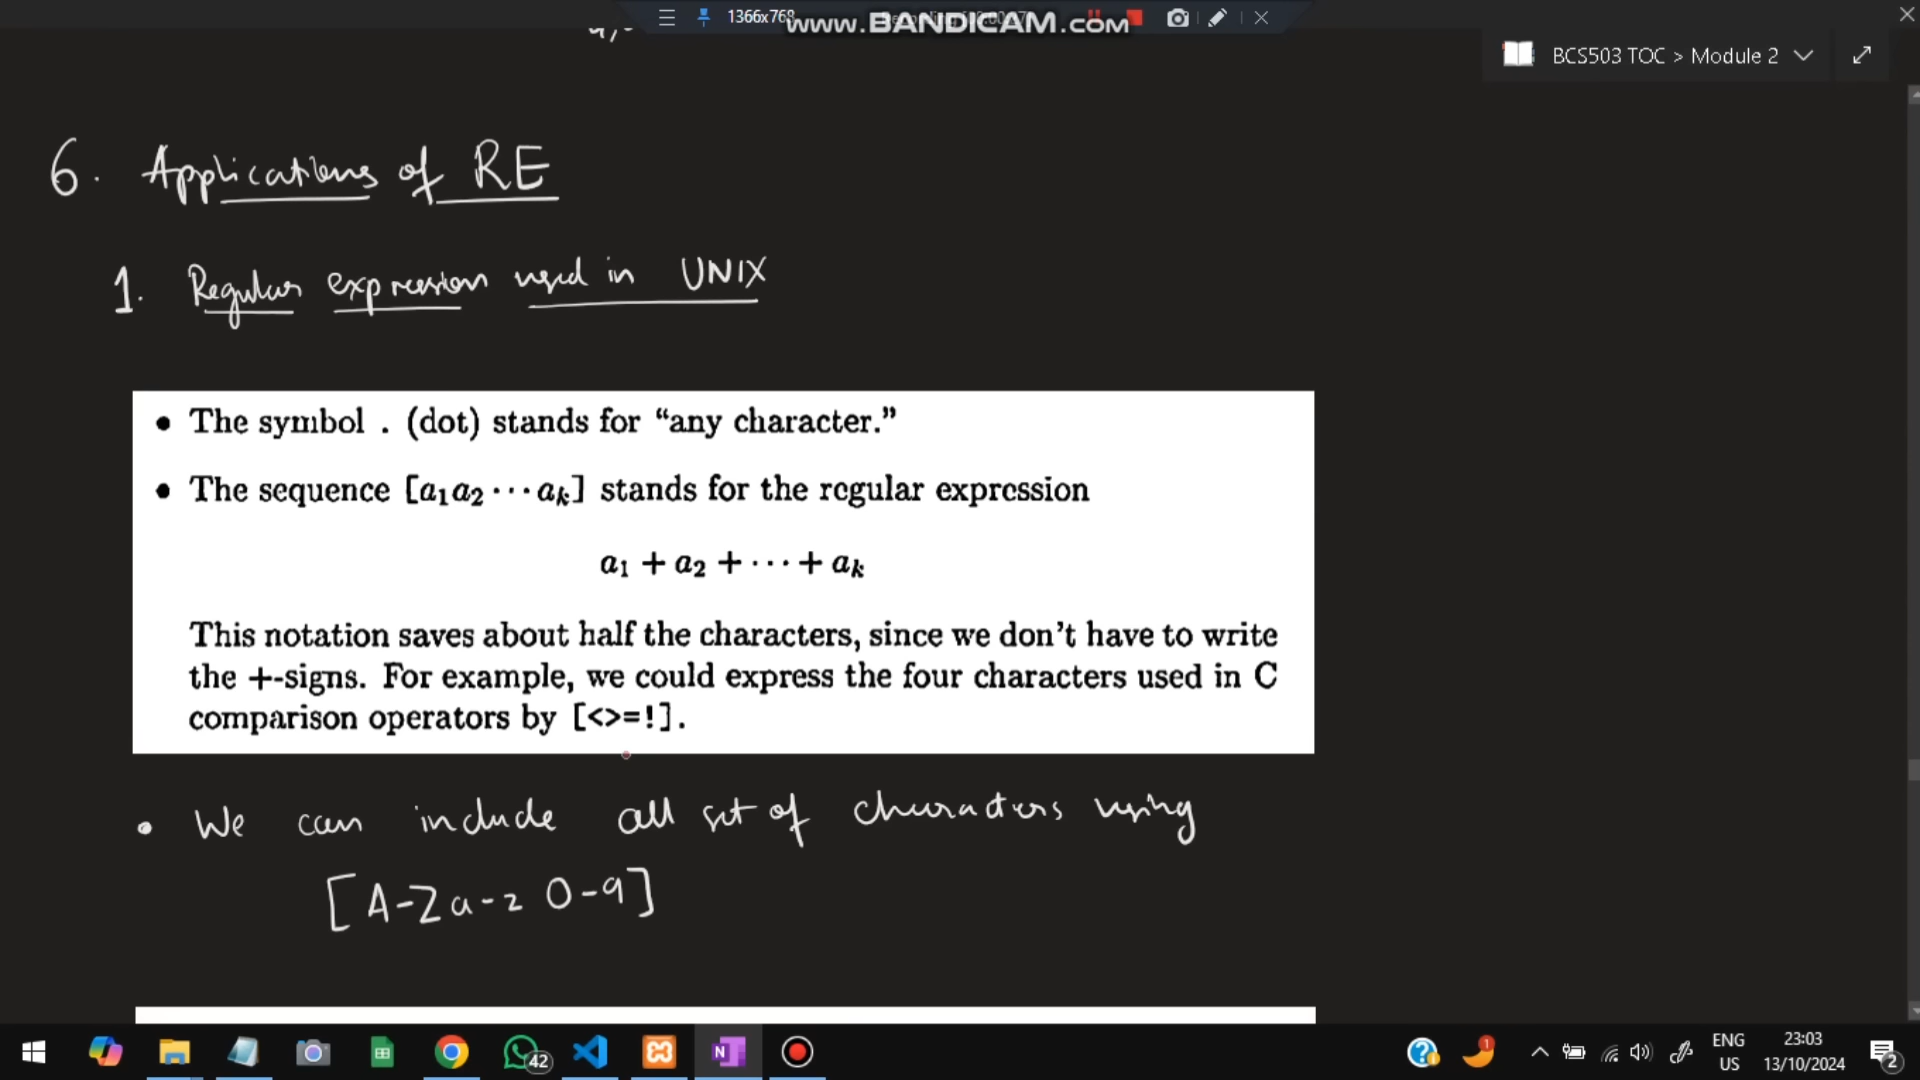 1366x768
www.BANDICAM.com
BCS503 TOC > Module 2
6. Applications of RE
1. Regular expression used in UNIX
• The symbol . (dot) stands for “any character.”
• The sequence [a₁a₂···aₖ] stands for the regular expression
a₁ + a₂ + ··· + aₖ
This notation saves about half the characters, since we don’t have to write
the +-signs. For example, we could express the four characters used in C
comparison operators by [<>=!].
• We can include all set of characters using
[A-Za-z 0-9]
42
1
ENG
US
23:03
13/10/2024
2